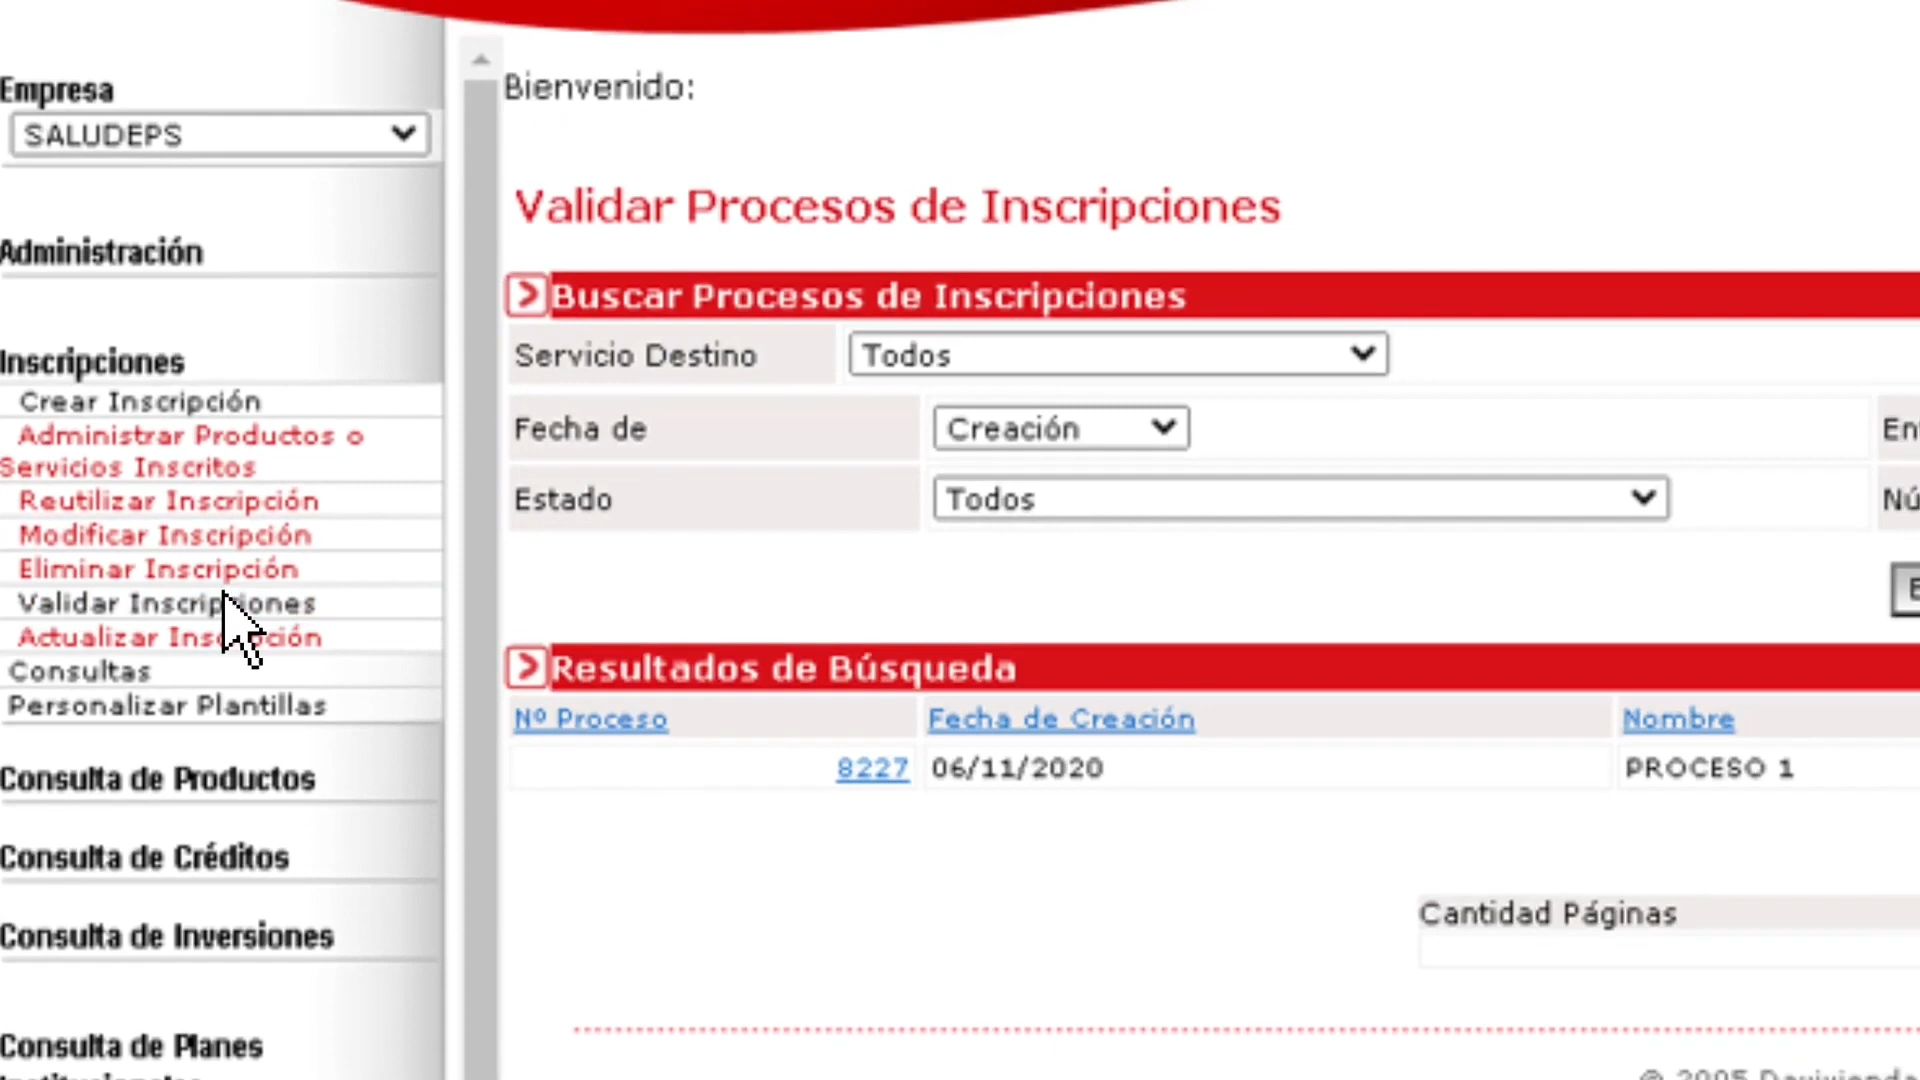 Empresa
SALUDEPS
Administración
Inscripciones
Crear Inscripción
Administrar Productos o
Servicios Inscritos
Reutilizar Inscripción
Modificar Inscripción
Eliminar Inscripción
Validar Inscripciones
Actualizar Inscripción
Consultas
Personalizar Plantillas
Consulta de Productos
Consulta de Créditos
Consulta de Inversiones
Consulta de Planes
Bienvenido:
Validar Procesos de Inscripciones
Buscar Procesos de Inscripciones
Servicio Destino Todos
Fecha de Creación
Estado Todos
Resultados de Búsqueda
Nº Proceso Fecha de Creación Nombre
8227 06/11/2020 PROCESO 1
Cantidad Páginas